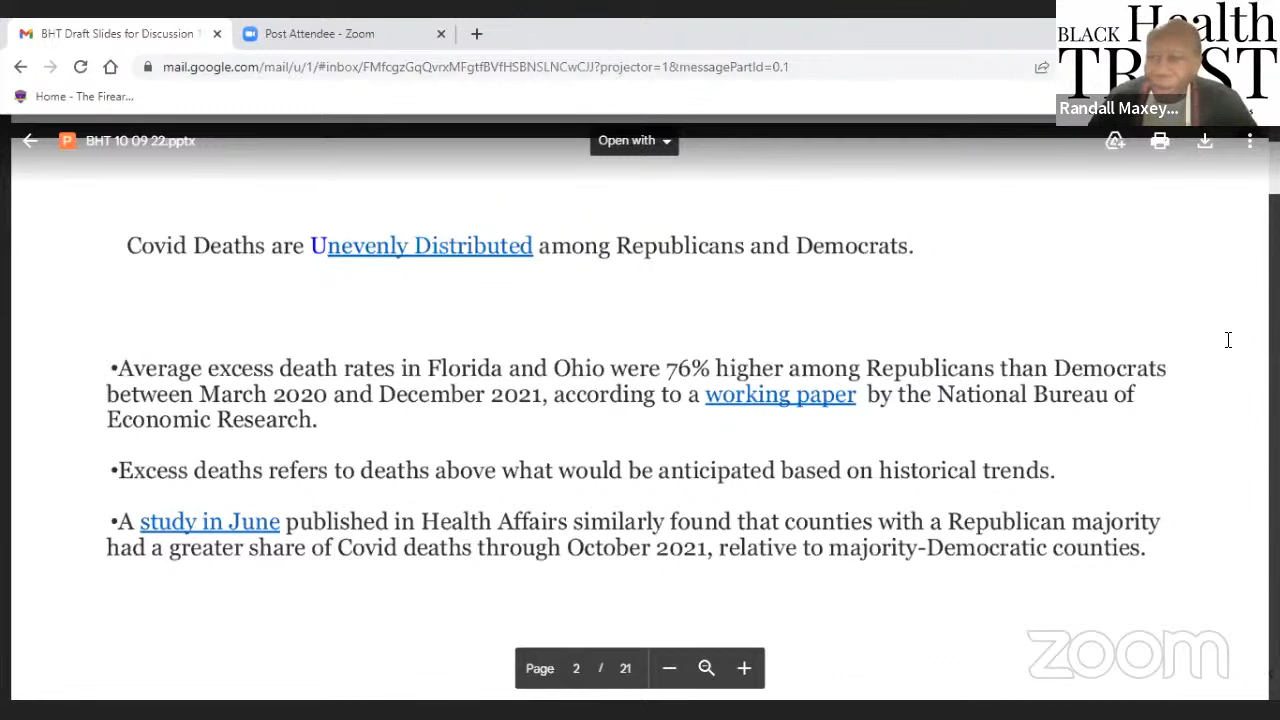 BHT Draft Slides for Discussion
Post Attendee - Zoom
mail.google.com/mail/u/1/#inbox/FMfcgzGqQvrxMFgtfBVfHSBNSLNCwCJJ?projector=1&messagePartId=0.1
Home - The Firear...
BLACK Health
TRUST
Randall Maxey...
P BHT 10 09 22.pptx
Open with
Covid Deaths are Unevenly Distributed among Republicans and Democrats.
•Average excess death rates in Florida and Ohio were 76% higher among Republicans than Democrats
between March 2020 and December 2021, according to a working paper by the National Bureau of
Economic Research.
•Excess deaths refers to deaths above what would be anticipated based on historical trends.
•A study in June published in Health Affairs similarly found that counties with a Republican majority
had a greater share of Covid deaths through October 2021, relative to majority-Democratic counties.
zoom
Page 2 / 21